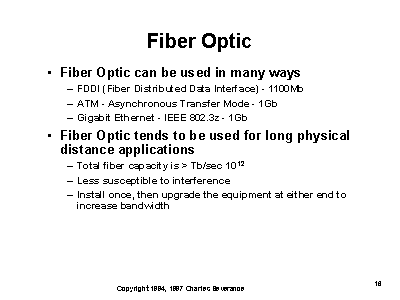 Fiber Optic
• Fiber Optic can be used in many ways
– FDDI (Fiber Distributed Data Interface) - 1100Mb
– ATM - Asynchronous Transfer Mode - 1Gb
– Gigabit Ethernet - IEEE 802.3z - 1Gb
• Fiber Optic tends to be used for long physical
distance applications
– Total fiber capacity is > Tb/sec 10¹²
– Less susceptible to interference
– Install once, then upgrade the equipment at either end to
increase bandwidth
Copyright 1994, 1997 Charles Severance
16